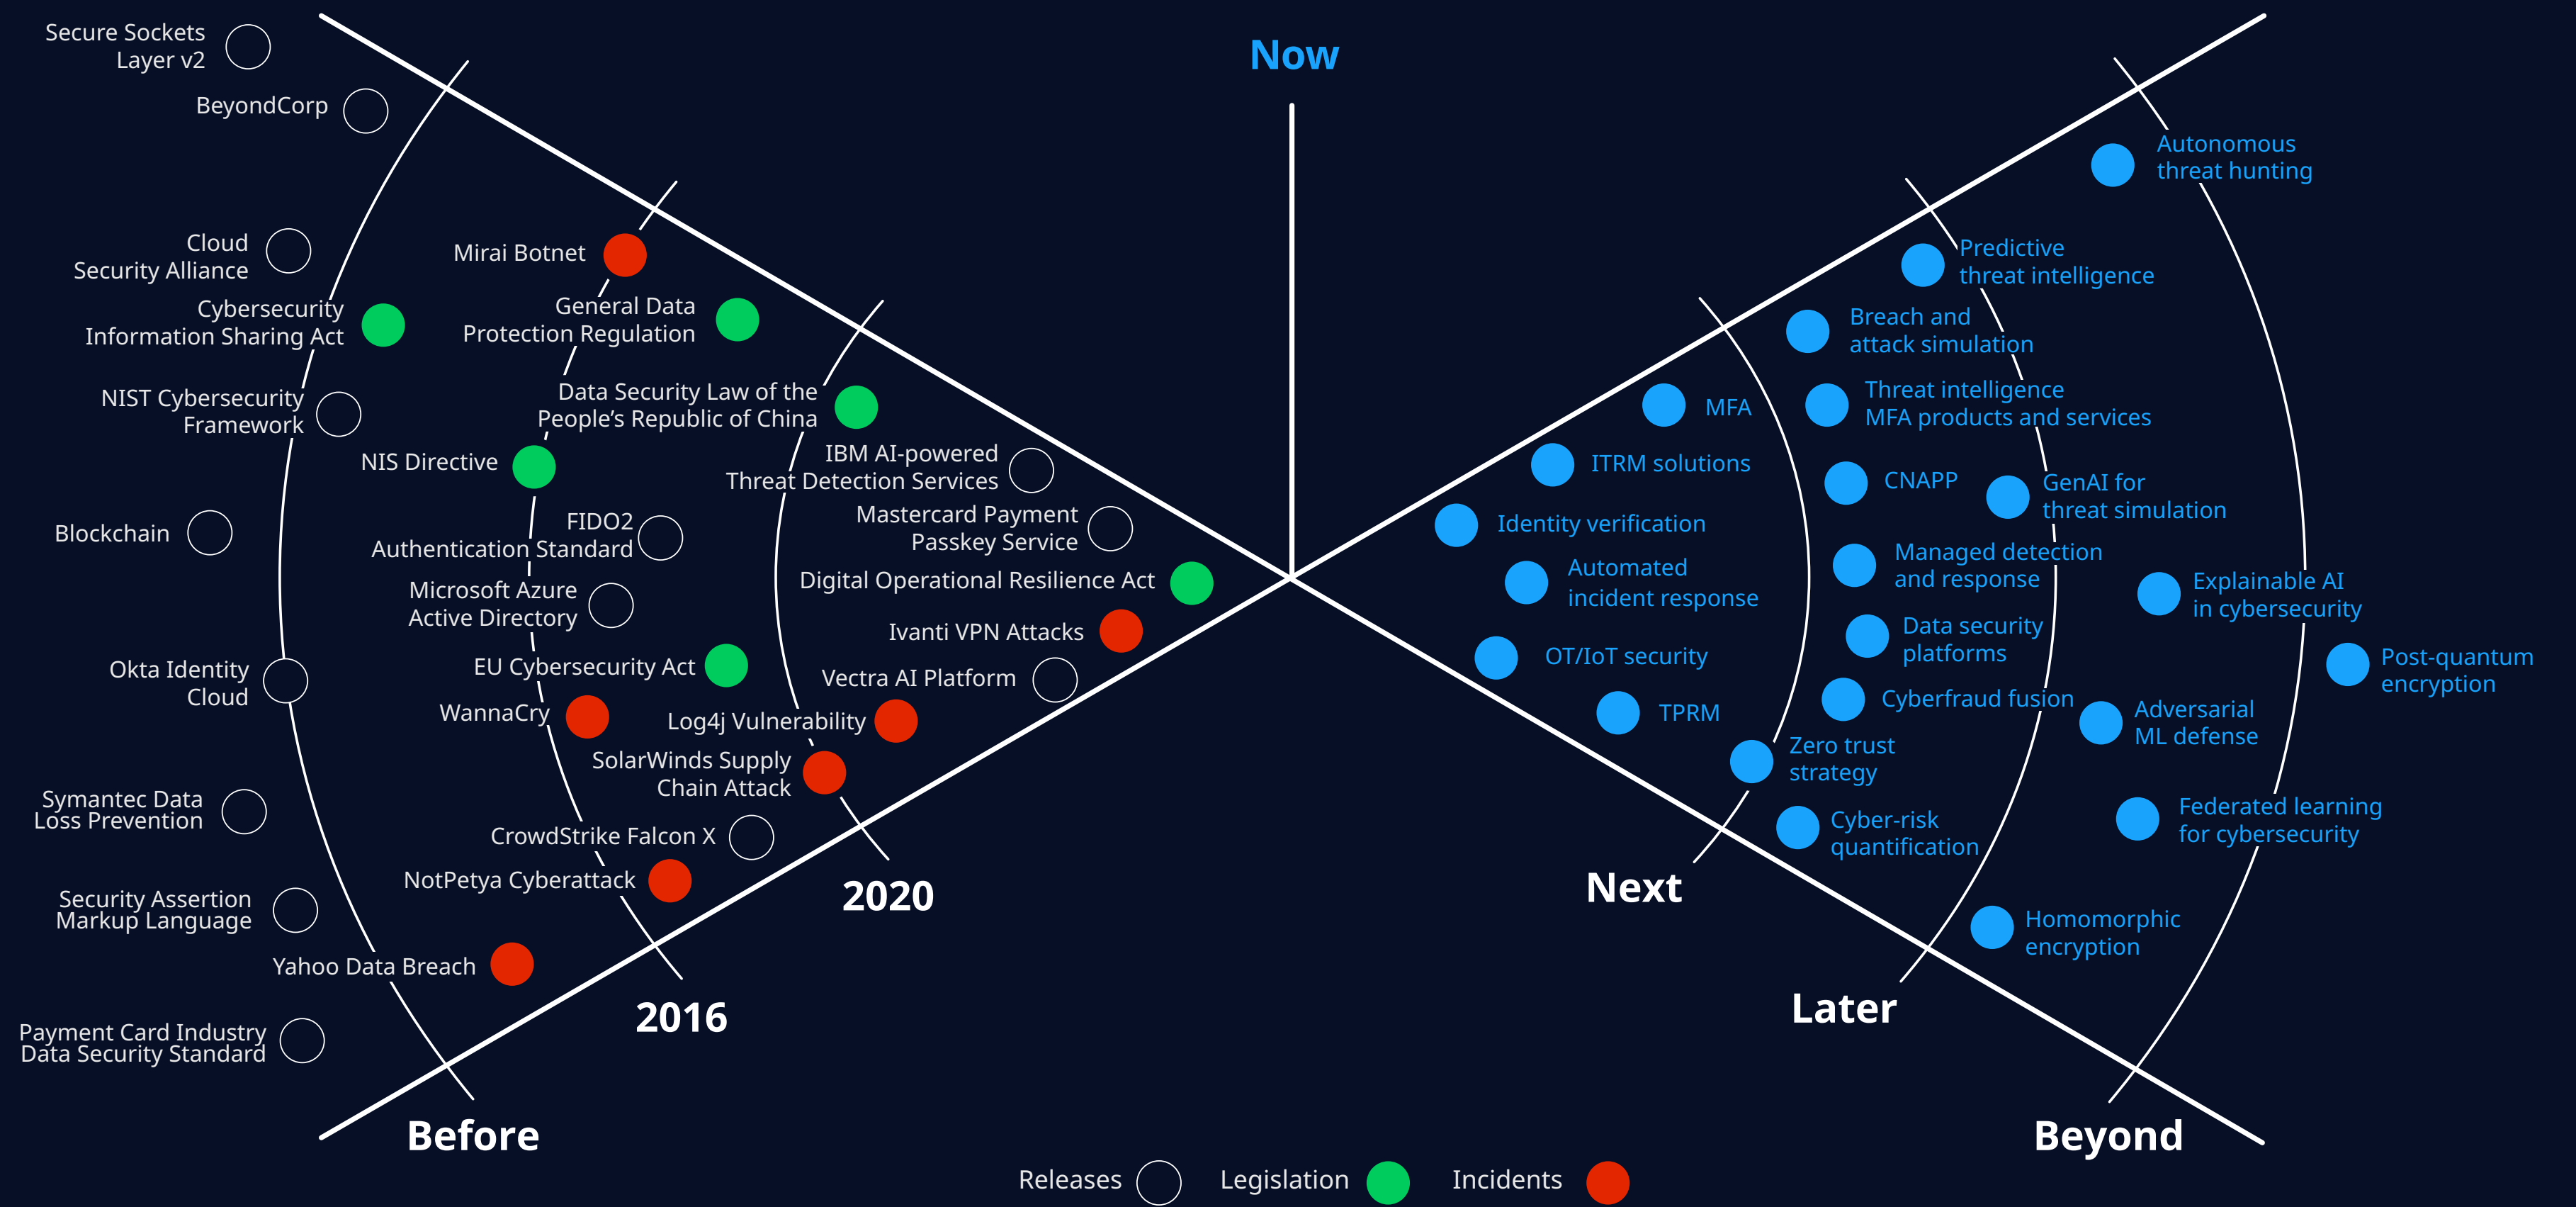 Now
Secure Sockets
Layer v2
BeyondCorp
Cloud
Security Alliance
Cybersecurity
Information Sharing Act
NIST Cybersecurity
Framework
Blockchain
Okta Identity
Cloud
Symantec Data
Loss Prevention
Security Assertion
Markup Language
Yahoo Data Breach
Payment Card Industry
Data Security Standard
Before
Mirai Botnet
General Data
Protection Regulation
Data Security Law of the
People’s Republic of China
NIS Directive
FIDO2
Authentication Standard
Microsoft Azure
Active Directory
EU Cybersecurity Act
WannaCry
Log4j Vulnerability
SolarWinds Supply
Chain Attack
CrowdStrike Falcon X
NotPetya Cyberattack
2016
IBM AI-powered
Threat Detection Services
Mastercard Payment
Passkey Service
Digital Operational Resilience Act
Ivanti VPN Attacks
Vectra AI Platform
2020
MFA
ITRM solutions
Identity verification
Automated
incident response
OT/IoT security
TPRM
Zero trust
strategy
Next
Predictive
threat intelligence
Breach and
attack simulation
Threat intelligence
MFA products and services
CNAPP
GenAI for
threat simulation
Managed detection
and response
Data security
platforms
Cyberfraud fusion
Cyber-risk
quantification
Later
Autonomous
threat hunting
Explainable AI
in cybersecurity
Post-quantum
encryption
Adversarial
ML defense
Federated learning
for cybersecurity
Homomorphic
encryption
Beyond
Releases
Legislation
Incidents